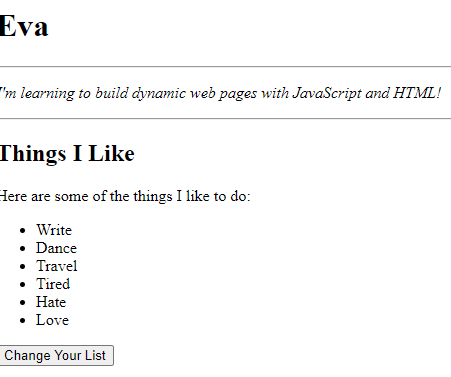 Eva
I'm learning to build dynamic web pages with JavaScript and HTML!
Things I Like
Here are some of the things I like to do:
Write
Dance
Travel
Tired
Hate
Love
Change Your List